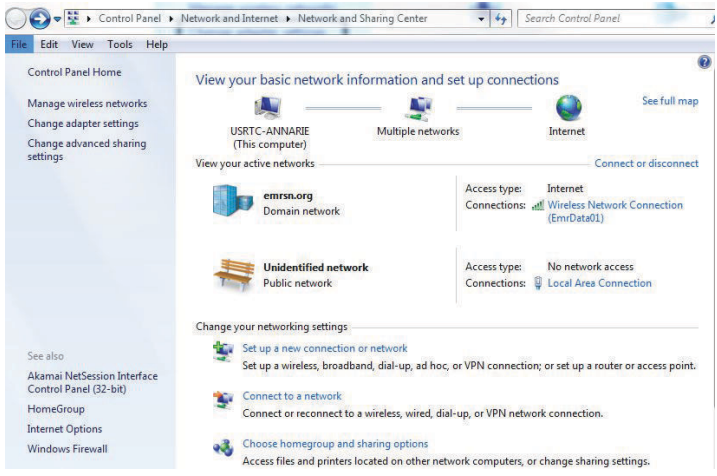 Control Panel ▸ Network and Internet ▸ Network and Sharing Center
Search Control Panel
File Edit View Tools Help
Control Panel Home
Manage wireless networks
Change adapter settings
Change advanced sharing
settings
See also
Akamai NetSession Interface
Control Panel (32-bit)
HomeGroup
Internet Options
Windows Firewall
View your basic network information and set up connections
See full map
USRTC-ANNARIE
(This computer)
Multiple networks
Internet
View your active networks
Connect or disconnect
emrsn.org
Domain network
Access type: Internet
Connections: Wireless Network Connection
(EmrData01)
Unidentified network
Public network
Access type: No network access
Connections: Local Area Connection
Change your networking settings
Set up a new connection or network
Set up a wireless, broadband, dial-up, ad hoc, or VPN connection; or set up a router or access point.
Connect to a network
Connect or reconnect to a wireless, wired, dial-up, or VPN network connection.
Choose homegroup and sharing options
Access files and printers located on other network computers, or change sharing settings.